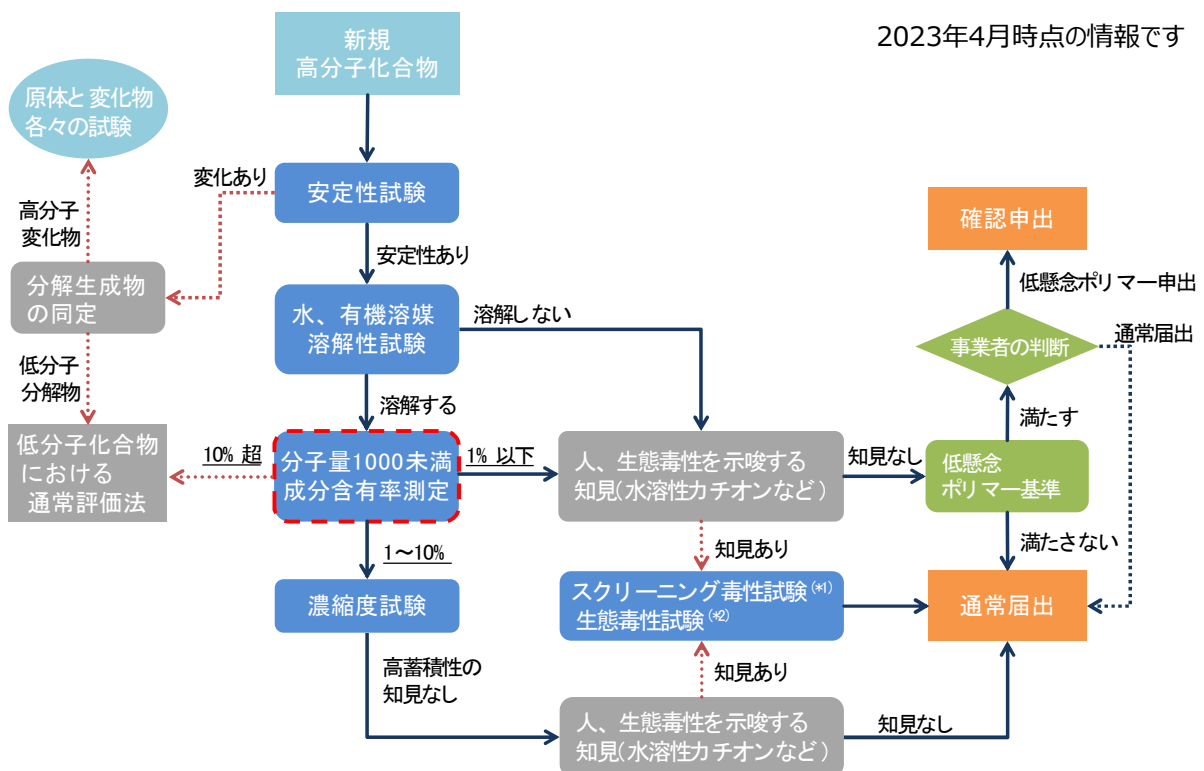 2023年4月時点の情報です
新規
高分子化合物
原体と変化物
各々の試験
変化あり
安定性試験
高分子
変化物
安定性あり
確認申出
分解生成物
の同定
水、有機溶媒
溶解性試験
溶解しない
低懸念ポリマー申出
通常届出
事業者の判断
低分子
分解物
溶解する
満たす
低分子化合物
における
通常評価法
10% 超
分子量1000未満
成分含有率測定
1% 以下
人、生態毒性を示唆する
知見(水溶性カチオンなど)
知見なし
低懸念
ポリマー基準
1～10%
知見あり
満たさない
濃縮度試験
スクリーニング毒性試験(*1)
生態毒性試験(*2)
通常届出
高蓄積性の
知見なし
知見あり
人、生態毒性を示唆する
知見(水溶性カチオンなど)
知見なし